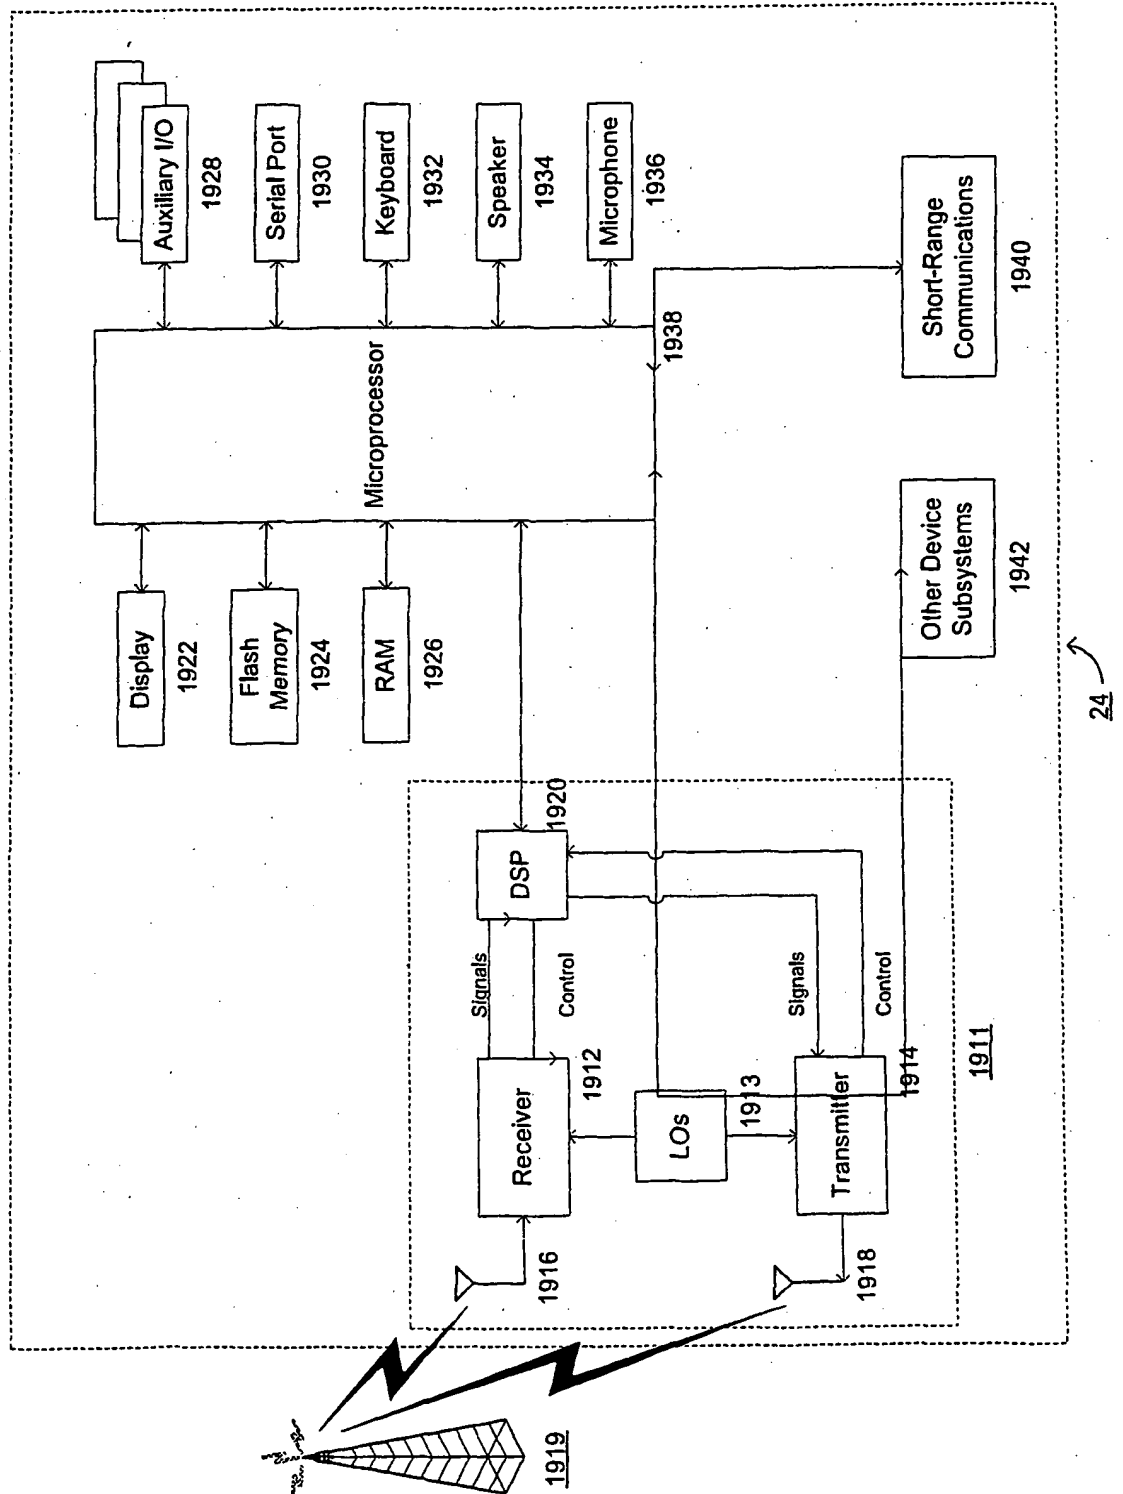 Auxiliary I/O
1928
Serial Port
1930
Keyboard
1932
Speaker
1934
Microphone
1936
Microprocessor
1938
Short-Range
Communications
1940
Display
1922
Flash
Memory
1924
RAM
1926
Other Device
Subsystems
1942
24
DSP
1920
Signals
Control
Signals
Control
Receiver
1912
LOs
1913
Transmitter
1914
1911
1916
1918
1919